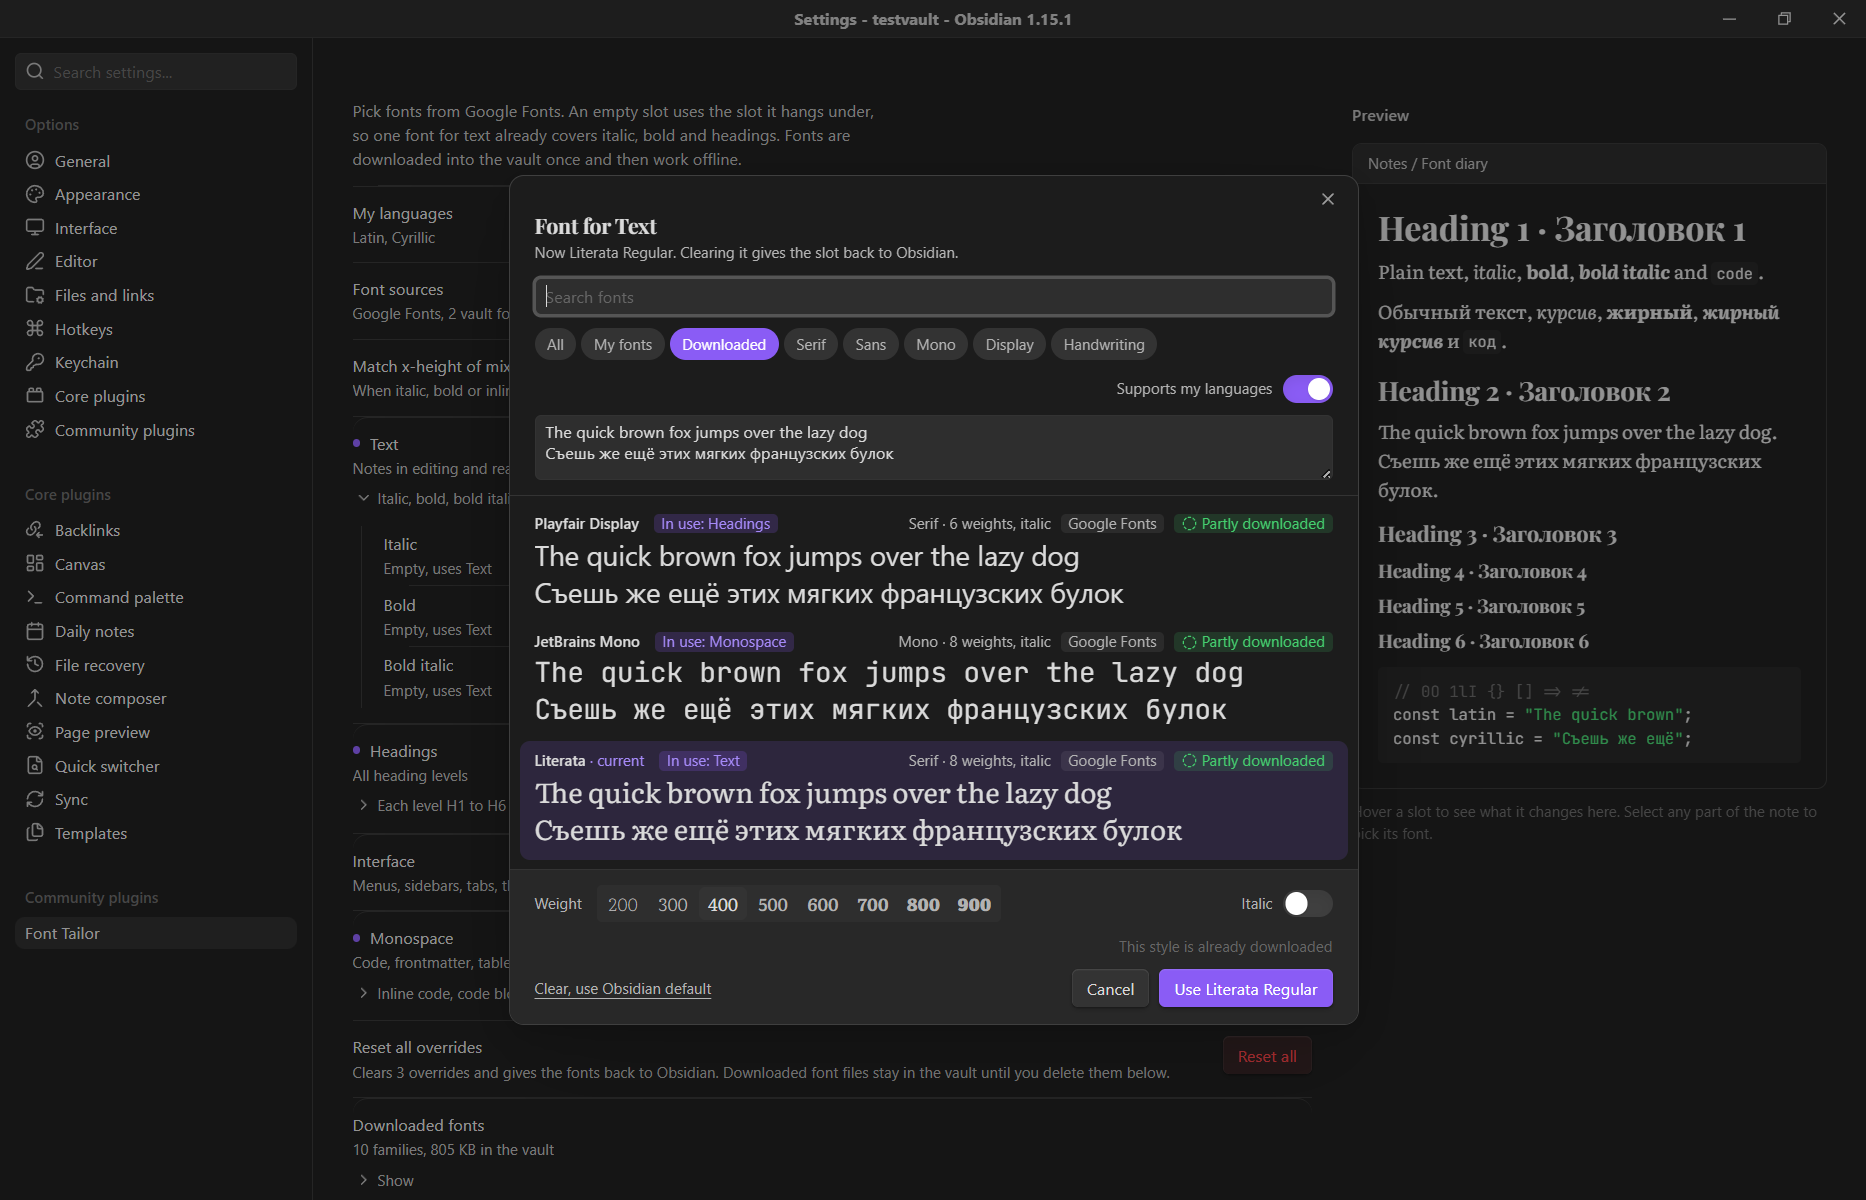 Settings - testvault - Obsidian 1.15.1
Search settings...
Options
General
Appearance
Interface
Editor
Files and links
Hotkeys
Keychain
Core plugins
Community plugins
Core plugins
Backlinks
Canvas
Command palette
Daily notes
File recovery
Note composer
Page preview
Quick switcher
Sync
Templates
Community plugins
Font Tailor
Pick fonts from Google Fonts. An empty slot uses the slot it hangs under,
so one font for text already covers italic, bold and headings. Fonts are
downloaded into the vault once and then work offline.
My languages
Latin, Cyrillic
Font sources
Google Fonts, 2 vault
Match x-height of
When italic, bold or
Text
Notes in editing and
Italic, bold, bold
Italic
Empty, uses Text
Bold
Empty, uses Text
Bold italic
Empty, uses Text
Headings
All heading levels
Each level H1 to H6
Interface
Menus, sidebars, tabs,
Monospace
Code, frontmatter,
Inline code, code
Reset all overrides
Clears 3 overrides and gives the fonts back to Obsidian. Downloaded font files stay in the vault until you delete them below.
Reset all
Downloaded fonts
10 families, 805 KB in the vault
Show
Font for Text
Now Literata Regular. Clearing it gives the slot back to Obsidian.
Search fonts
All My fonts Downloaded Serif Sans Mono Display Handwriting
Supports my languages
The quick brown fox jumps over the lazy dog
Съешь же ещё этих мягких французских булок
Playfair Display In use: Headings Serif · 6 weights, italic Google Fonts Partly downloaded
The quick brown fox jumps over the lazy dog
Съешь же ещё этих мягких французских булок
JetBrains Mono In use: Monospace Mono · 8 weights, italic Google Fonts Partly downloaded
The quick brown fox jumps over the lazy dog
Съешь же ещё этих мягких французских булок
Literata · current In use: Text Serif · 8 weights, italic Google Fonts Partly downloaded
The quick brown fox jumps over the lazy dog
Съешь же ещё этих мягких французских булок
Weight 200 300 400 500 600 700 800 900 Italic
This style is already downloaded
Clear, use Obsidian default Cancel Use Literata Regular
Preview
Notes / Font diary
Heading 1 · Заголовок 1
Plain text, italic, bold, bold italic and code .
Обычный текст, курсив, жирный, жирный
курсив и код .
Heading 2 · Заголовок 2
The quick brown fox jumps over the lazy dog.
Съешь же ещё этих мягких французских
булок.
Heading 3 · Заголовок 3
Heading 4 · Заголовок 4
Heading 5 · Заголовок 5
Heading 6 · Заголовок 6
// 0O 1lI {} [] => !=
const latin = "The quick brown";
const cyrillic = "Съешь же ещё";
a slot to see what it changes here. Select any part of the note to
its font.